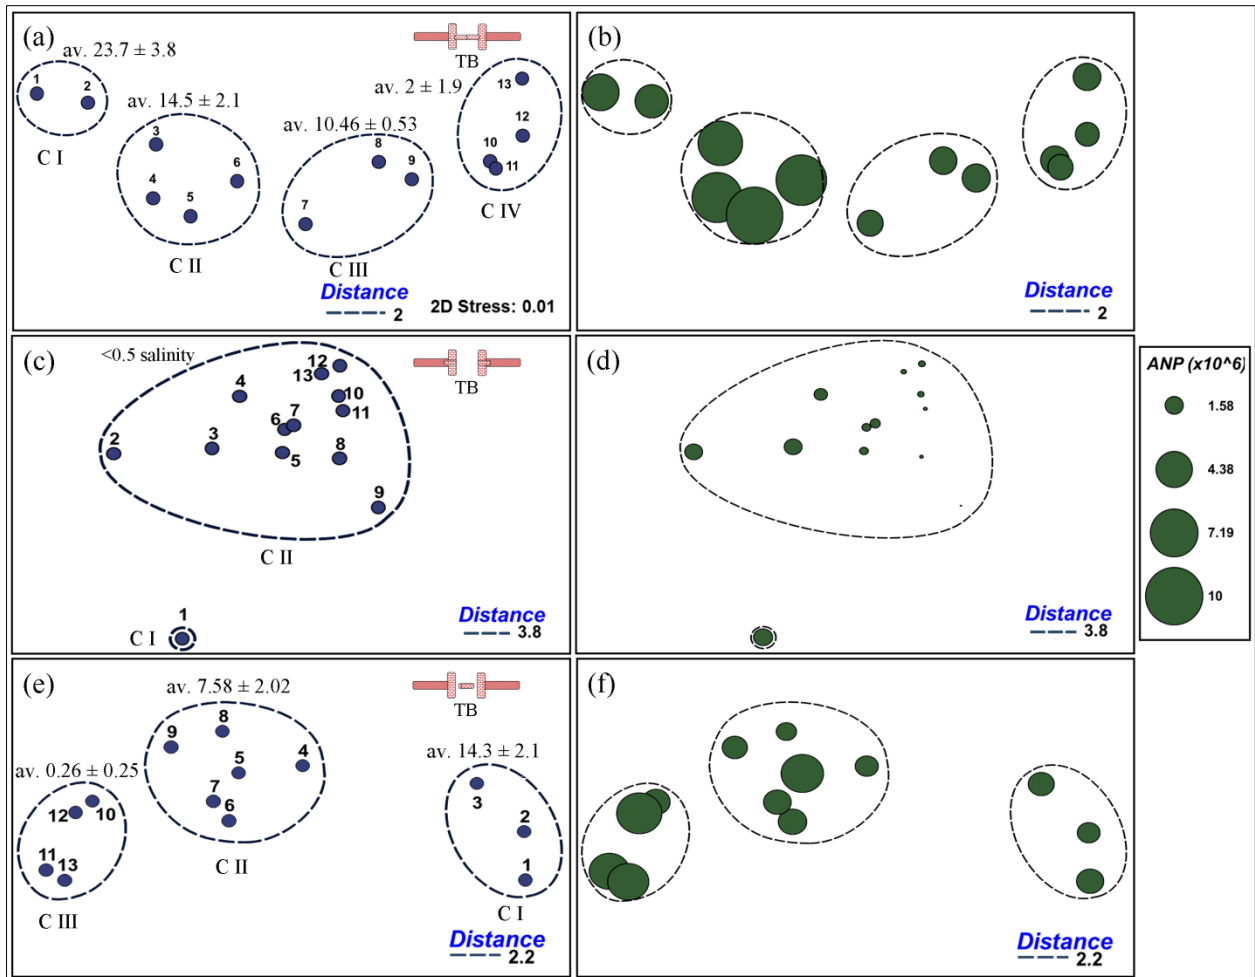 (a)
av. 23.7 ± 3.8
TB
1
2
av. 14.5 ± 2.1
av. 2 ± 1.9
13
av. 10.46 ± 0.53
3
12
C I
8
10
6
9
11
4
5
7
C IV
C II
C III
Distance
2
2D Stress: 0.01
(b)
Distance
2
(c)
<0.5 salinity
TB
12
13
4
10
11
7
6
2
3
5
8
9
C II
1
C I
Distance
3.8
(d)
Distance
3.8
ANP (x10^6)
1.58
4.38
7.19
10
(e)
av. 7.58 ± 2.02
TB
8
9
4
av. 14.3 ± 2.1
5
av. 0.26 ± 0.25
3
7
12
10
6
2
11
13
C II
1
C III
C I
Distance
2.2
(f)
Distance
2.2